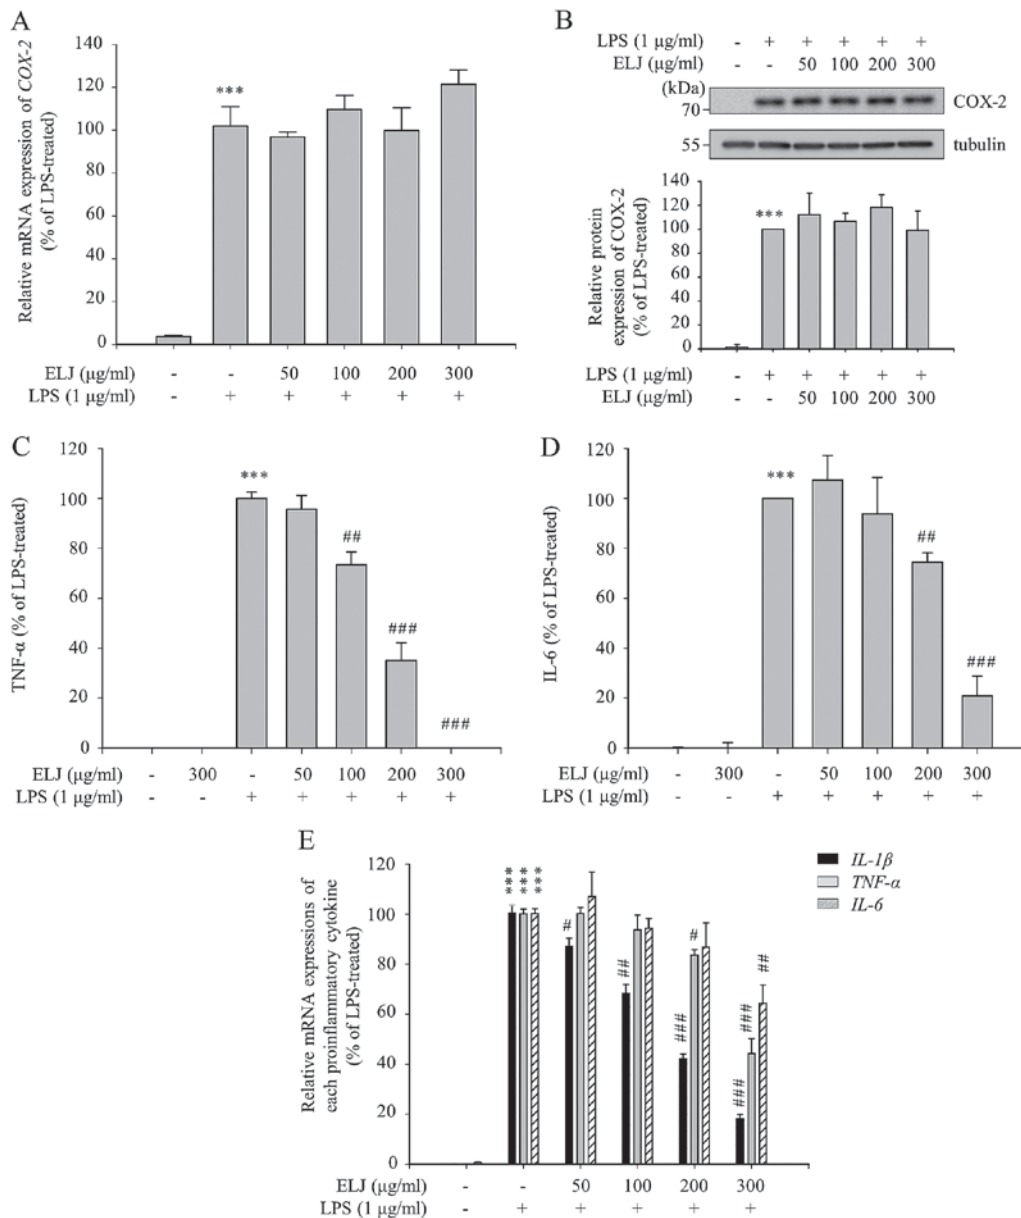 A
Relative mRNA expression of COX-2
(% of LPS-treated)
140
120
100
80
60
40
20
0
***
ELJ (μg/ml) - - 50 100 200 300
LPS (1 μg/ml) - + + + + +
B
LPS (1 μg/ml) - + + + + +
ELJ (μg/ml) - - 50 100 200 300
(kDa)
70
COX-2
55
tubulin
Relative protein
expression of COX-2
(% of LPS-treated)
140
120
100
80
60
40
20
0
***
LPS (1 μg/ml) - + + + + +
ELJ (μg/ml) - - 50 100 200 300
C
TNF-α (% of LPS-treated)
120
100
80
60
40
20
0
*** ## ### ###
ELJ (μg/ml) - 300 - 50 100 200 300
LPS (1 μg/ml) - - + + + + +
D
IL-6 (% of LPS-treated)
120
100
80
60
40
20
0
*** ## ###
ELJ (μg/ml) - 300 - 50 100 200 300
LPS (1 μg/ml) - - + + + + +
E
Relative mRNA expressions of
each proinflammatory cytokine
(% of LPS-treated)
120
100
80
60
40
20
0
*** *** *** # ## ### # ### ### ##
IL-1β
TNF-α
IL-6
ELJ (μg/ml) - - 50 100 200 300
LPS (1 μg/ml) - + + + + +